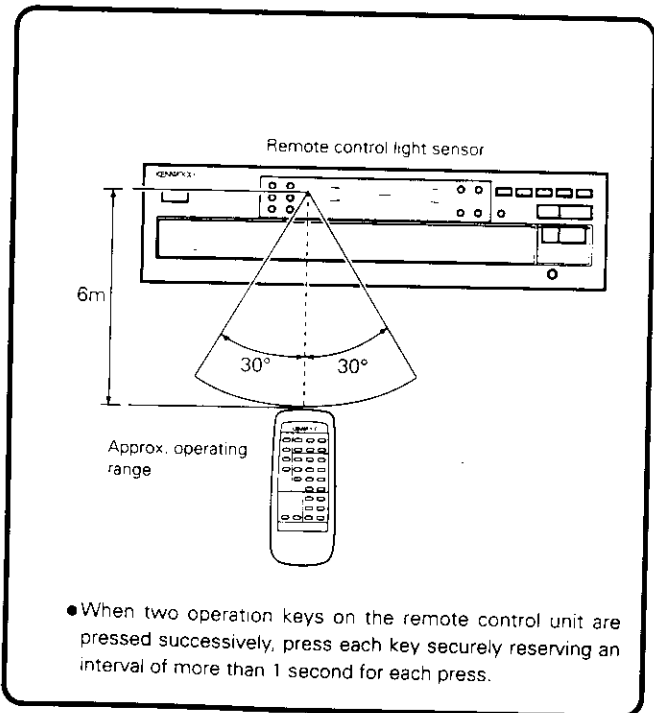 Remote control light sensor
KENWOOD
6m
30° 30°
Approx. operating
range
●When two operation keys on the remote control unit are
pressed successively, press each key securely reserving an
interval of more than 1 second for each press.